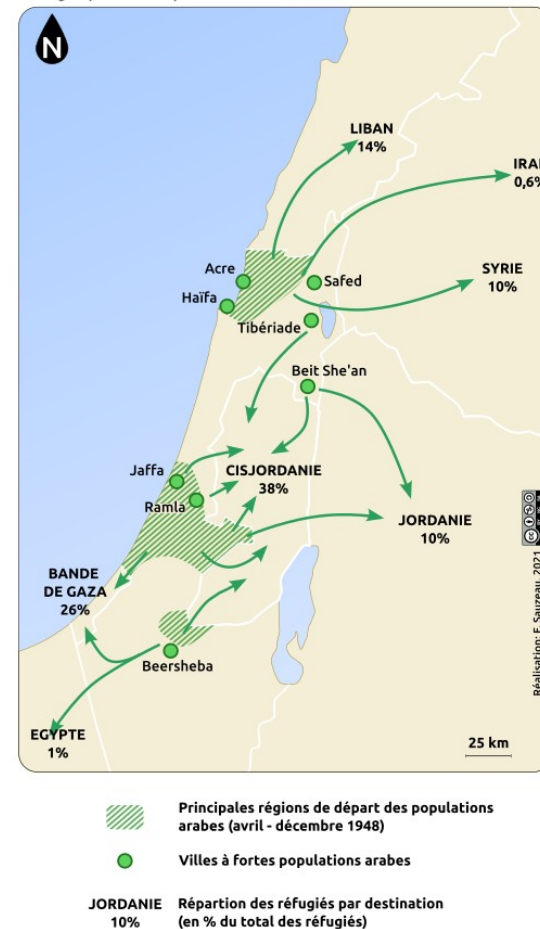 N
LIBAN
14%
0,6%
SYRIE
10%
Acre
Safed
Haïfa
Tibériade
Beit She'an
Jaffa
CISJORDANIE
38%
Ramla
JORDANIE
10%
BANDE
DE GAZA
26%
Beersheba
EGYPTE
1%
25 km
Réalisation: F. Sauzeau, 2021
Principales régions de départ des populations
arabes (avril - décembre 1948)
Villes à fortes populations arabes
JORDANIE
10%
Répartion des réfugiés par destination
(en % du total des réfugiés)